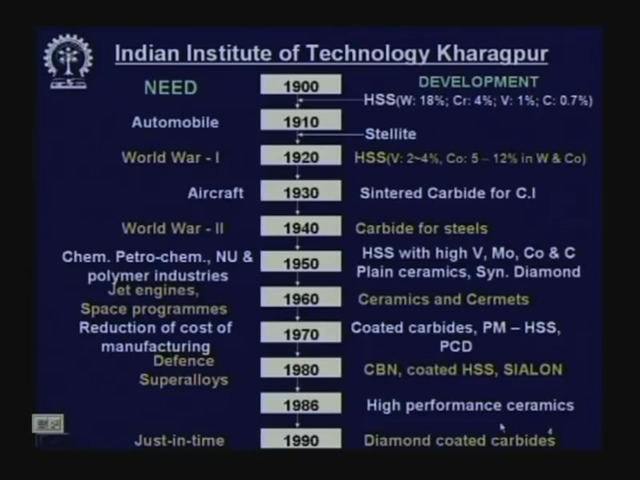 Indian Institute of Technology Kharagpur
NEED
1900
DEVELOPMENT
HSS(W: 18%; Cr: 4%; V: 1%; C: 0.7%)
Automobile
1910
Stellite
World War - I
1920
HSS(V: 2~4%, Co: 5 – 12% in W & Co)
Aircraft
1930
Sintered Carbide for C.I
World War - II
1940
Carbide for steels
Chem. Petro-chem., NU &
polymer industries
1950
HSS with high V, Mo, Co & C
Plain ceramics, Syn. Diamond
Jet engines,
Space programmes
1960
Ceramics and Cermets
Reduction of cost of
manufacturing
1970
Coated carbides, PM – HSS,
PCD
Defence
Superalloys
1980
CBN, coated HSS, SIALON
1986
High performance ceramics
Just-in-time
1990
Diamond coated carbides
4